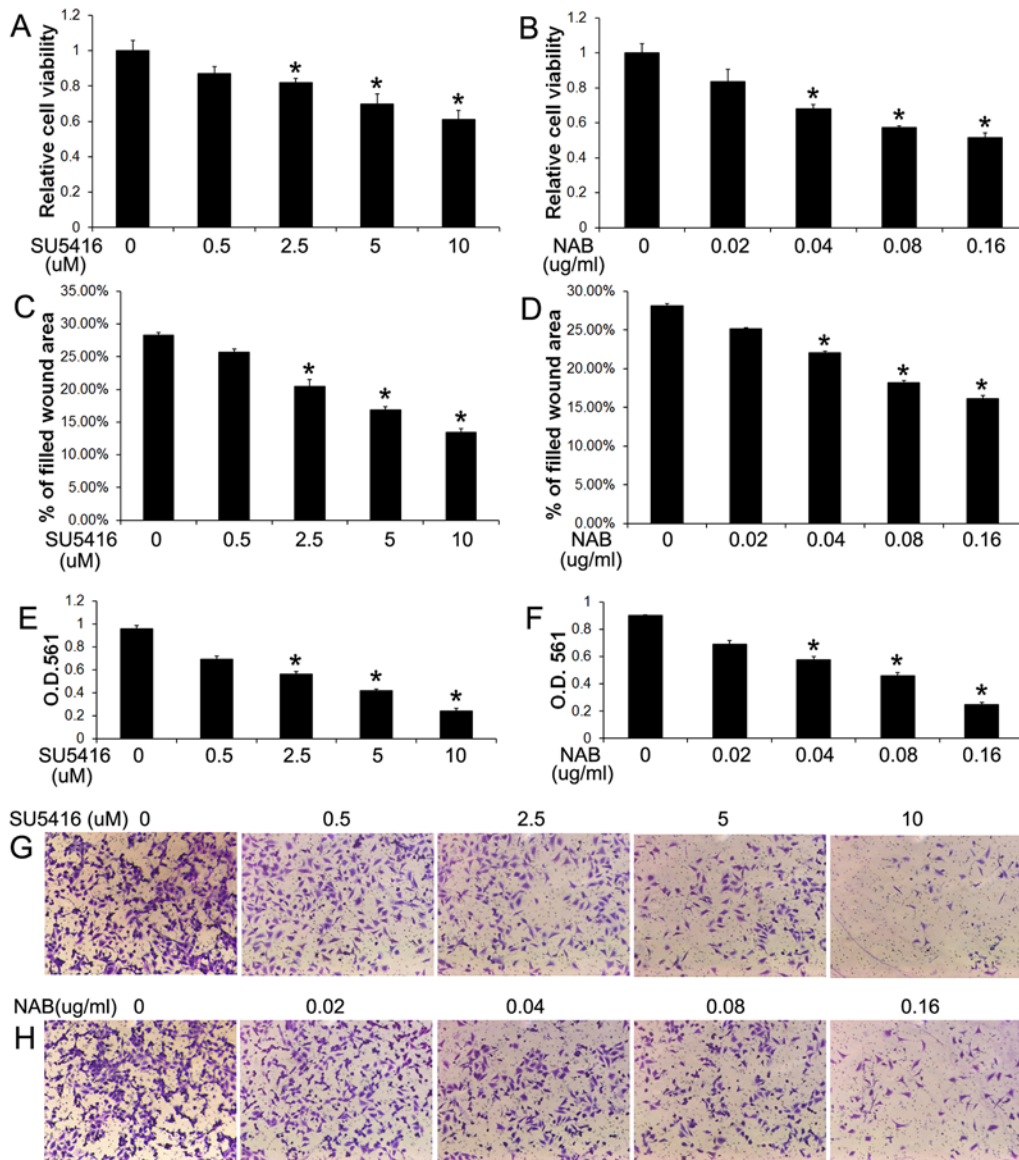 A
Relative cell viability
1.2
1
0.8
0.6
0.4
0.2
0
* * *
SU5416 (uM)
0 0.5 2.5 5 10
B
Relative cell viability
1.2
1
0.8
0.6
0.4
0.2
0
* * *
NAB (ug/ml)
0 0.02 0.04 0.08 0.16
C
% of filled wound area
35.00%
30.00%
25.00%
20.00%
15.00%
10.00%
5.00%
0.00%
* * *
SU5416 (uM)
0 0.5 2.5 5 10
D
% of filled wound area
30.00%
25.00%
20.00%
15.00%
10.00%
5.00%
0.00%
* * *
NAB (ug/ml)
0 0.02 0.04 0.08 0.16
E
O.D.561
1.2
1
0.8
0.6
0.4
0.2
0
* * *
SU5416 (uM)
0 0.5 2.5 5 10
F
O.D. 561
1
0.8
0.6
0.4
0.2
0
* * *
NAB (ug/ml)
0 0.02 0.04 0.08 0.16
SU5416 (uM) 0 0.5 2.5 5 10
G
NAB(ug/ml) 0 0.02 0.04 0.08 0.16
H